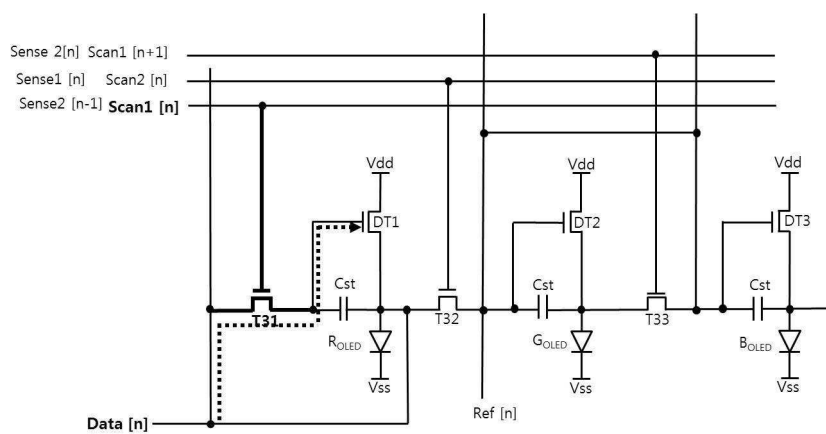 Sense 2[n] Scan1 [n+1]
Sense1 [n] Scan2 [n]
Sense2 [n-1] Scan1 [n]
Vdd Vdd Vdd
DT1 DT2 DT3
Cst Cst Cst
T31 T32 T33
ROLED GOLED BOLED
Vss Vss Vss
Ref [n]
Data [n]